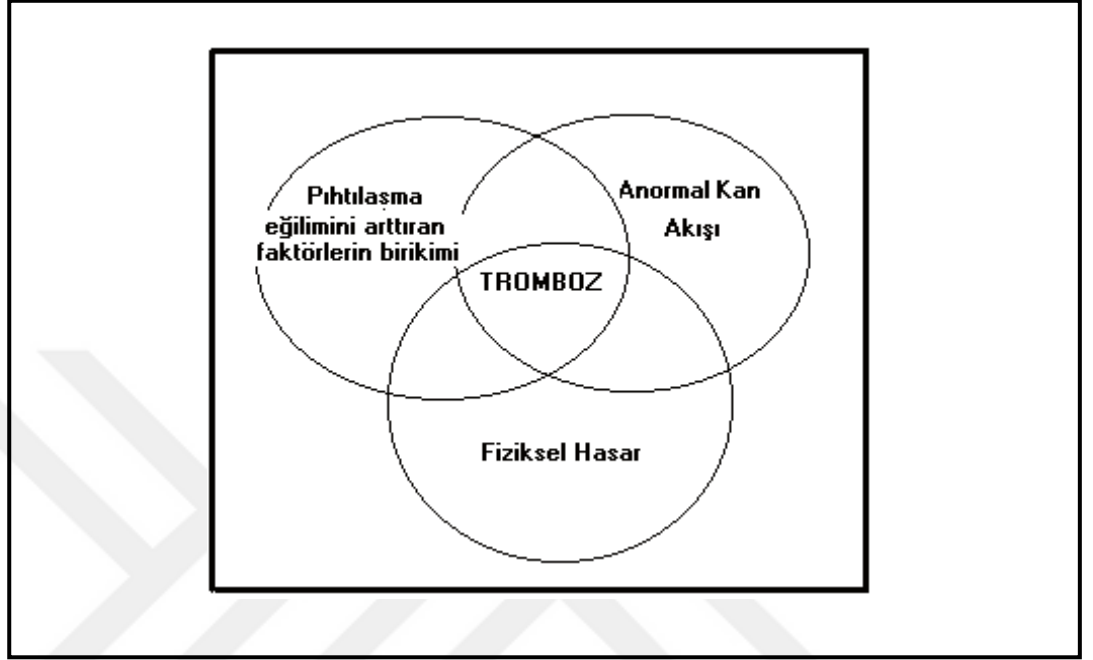 Pıhtılaşma
eğilimini arttıran
faktörlerin birikimi
Anormal Kan
Akışı
TROMBOZ
Fiziksel Hasar